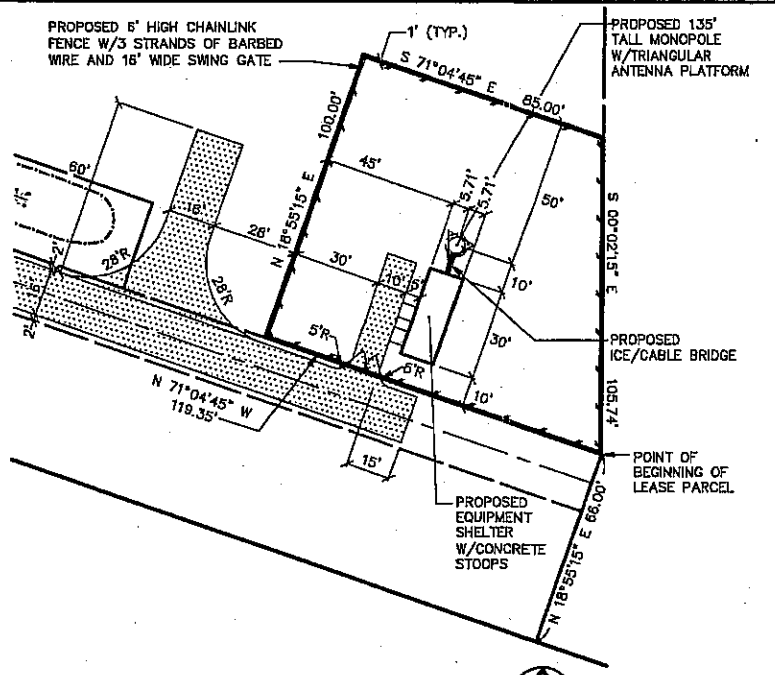 PROPOSED 6' HIGH CHAINLINK
FENCE W/3 STRANDS OF BARBED
WIRE AND 16' WIDE SWING GATE
1' (TYP.)
PROPOSED 135'
TALL MONOPOLE
W/TRIANGULAR
ANTENNA PLATFORM
S 71°04'45" E
85.00'
100.00'
N 18°55'15" E
45'
5.71'
5.71'
50'
S 00°02'15" E
105.74'
60'
16'
28'
30'
10'
5'
10'
30'
10'
28'R
28'R
2'
6'
2'
5'R
5'R
PROPOSED
ICE/CABLE BRIDGE
N 71°04'45" W
119.35'
15'
POINT OF
BEGINNING OF
LEASE PARCEL
PROPOSED
EQUIPMENT
SHELTER
W/CONCRETE
STOOPS
N 18°55'15" E 66.00'